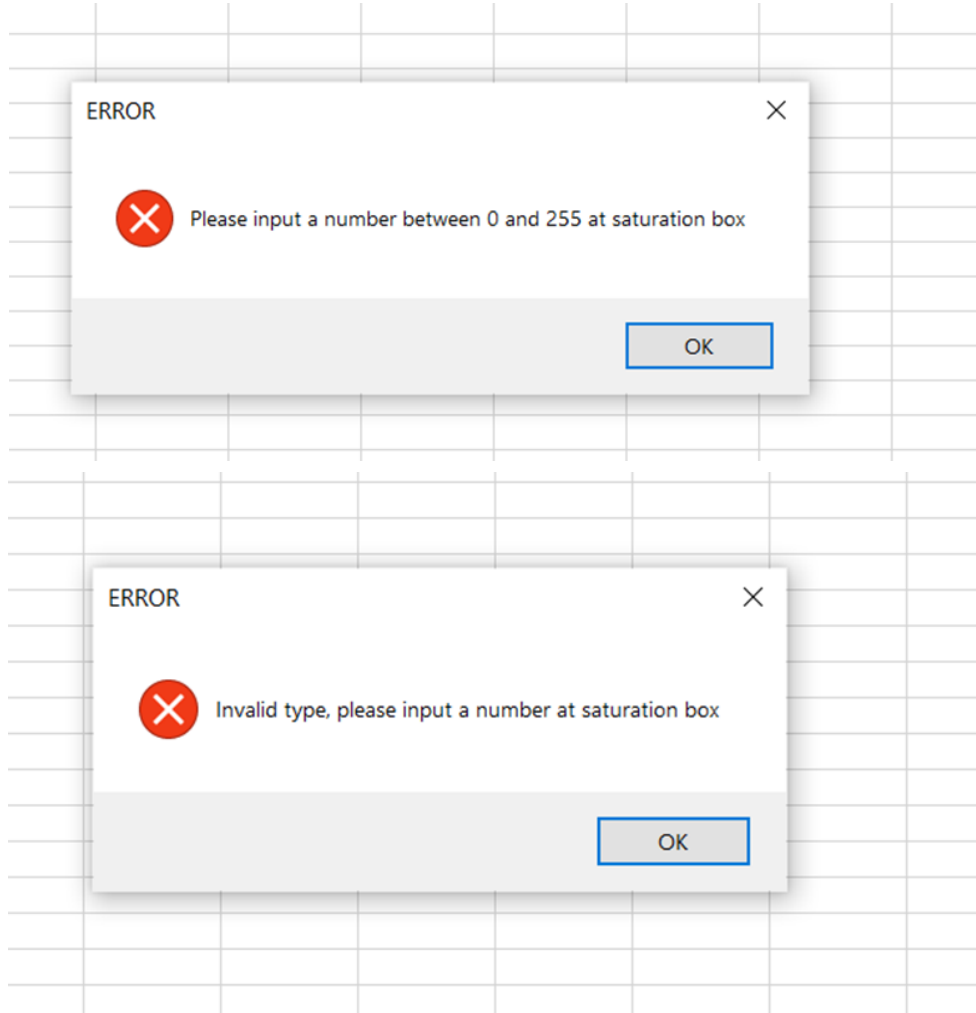 ERROR
Please input a number between 0 and 255 at saturation box
OK
ERROR
Invalid type, please input a number at saturation box
OK